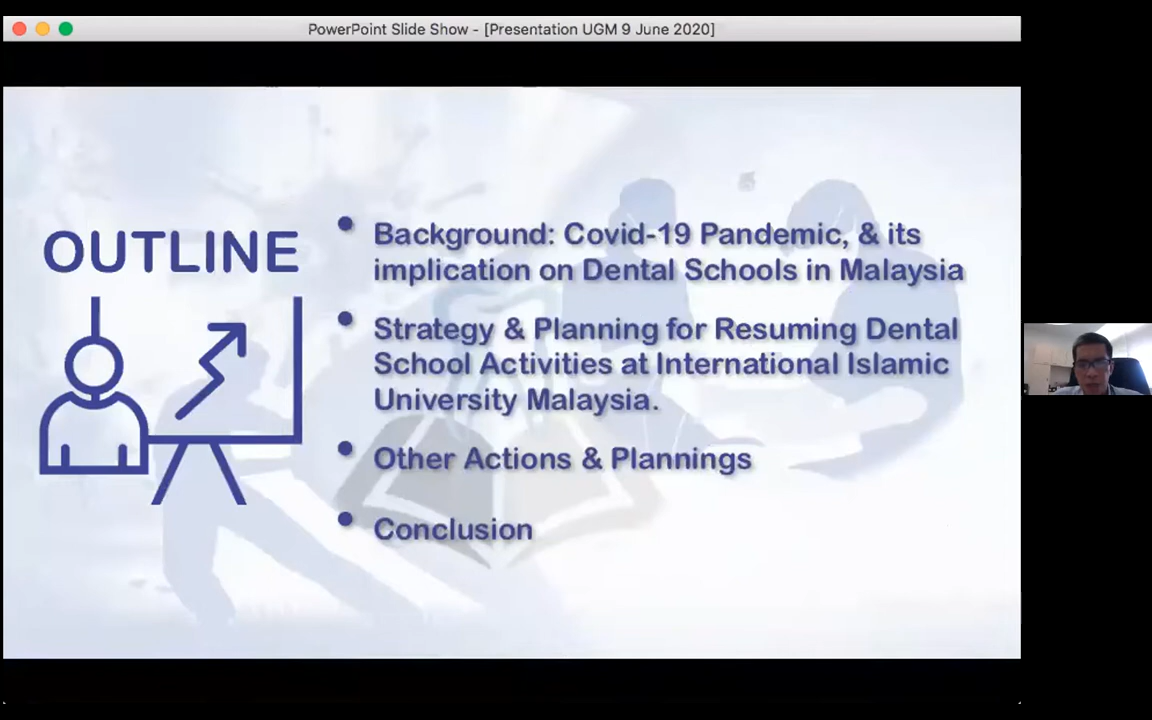 PowerPoint Slide Show - [Presentation UGM 9 June 2020]
OUTLINE
• Background: Covid-19 Pandemic, & its
implication on Dental Schools in Malaysia
• Strategy & Planning for Resuming Dental
School Activities at International Islamic
University Malaysia.
• Other Actions & Plannings
• Conclusion